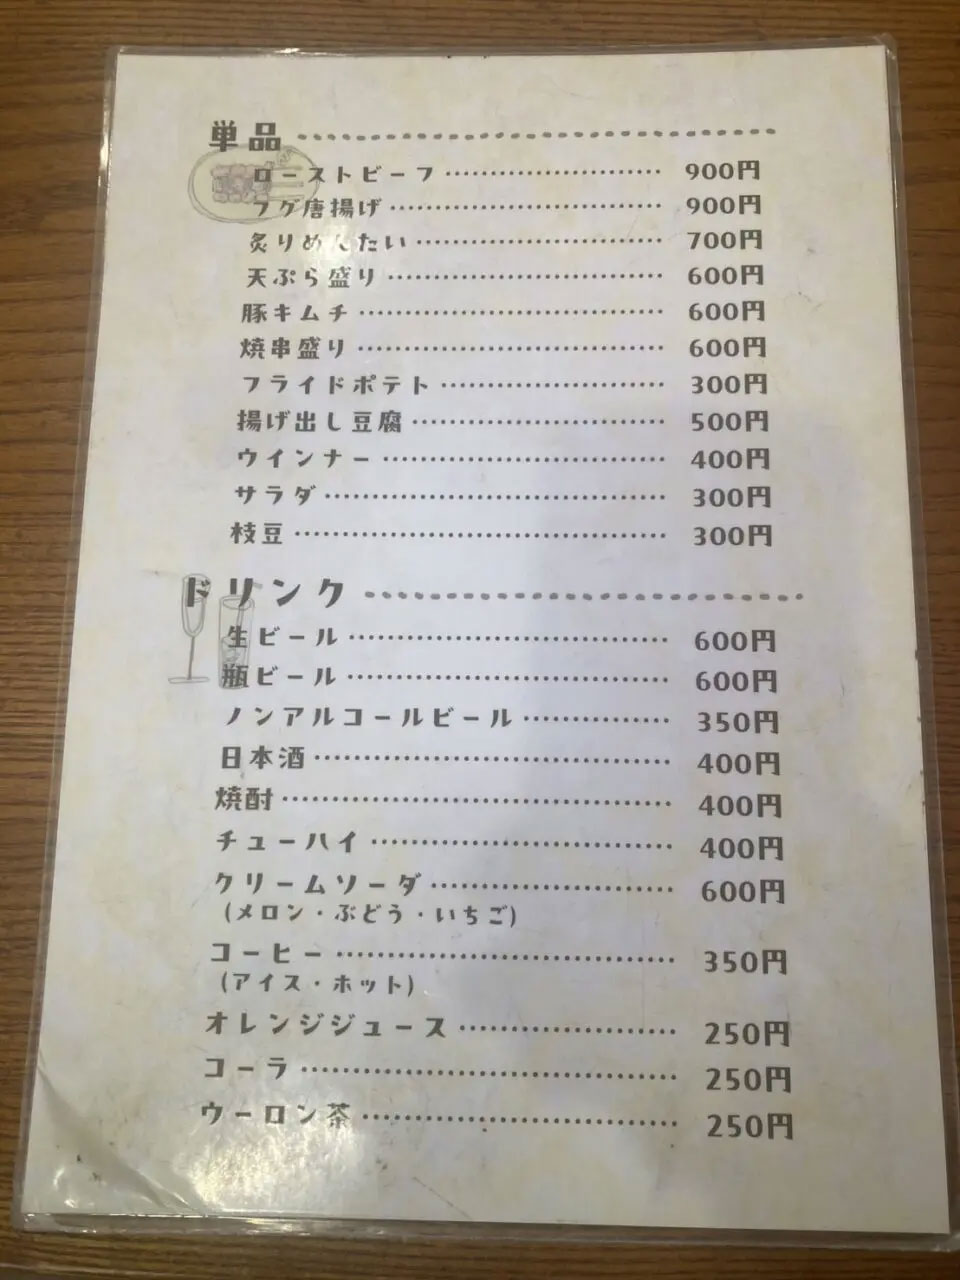 単品
ローストビーフ 900円
フグ唐揚げ 900円
炙りめんたい 700円
天ぷら盛り 600円
豚キムチ 600円
焼串盛り 600円
フライドポテト 300円
揚げ出し豆腐 500円
ウインナー 400円
サラダ 300円
枝豆 300円
ドリンク
生ビール 600円
瓶ビール 600円
ノンアルコールビール 350円
日本酒 400円
焼酎 400円
チューハイ 400円
クリームソーダ 600円
(メロン・ぶどう・いちご)
コーヒー 350円
(アイス・ホット)
オレンジジュース 250円
コーラ 250円
ウーロン茶 250円